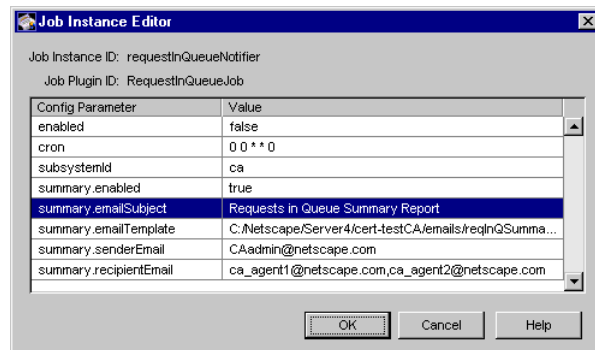 Job Instance Editor
Job Instance ID: requestInQueueNotifier
Job Plugin ID: RequestInQueueJob
Config Parameter Value
enabled false
cron 0 0 * * 0
subsystemId ca
summary.enabled true
summary.emailSubject Requests in Queue Summary Report
summary.emailTemplate C:/Netscape/Server4/cert-testCA/emails/reqInQSumma...
summary.senderEmail CAadmin@netscape.com
summary.recipientEmail ca_agent1@netscape.com,ca_agent2@netscape.com
OK Cancel Help